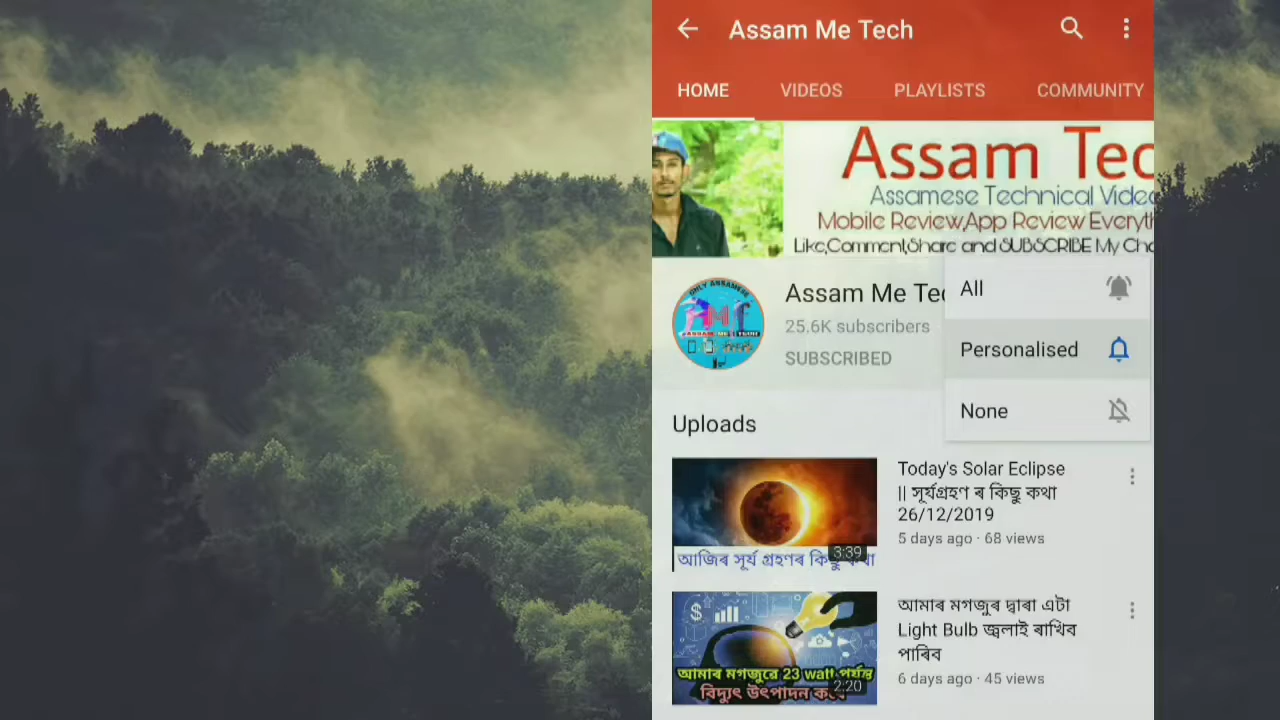 Assam Me Tech
HOME VIDEOS PLAYLISTS COMMUNITY
Assam Tec
Assamese Technical Vide
Mobile Review,App Review Everyth
Like,Comment,Share and SUBSCRIBE My Cha
ONLY ASSAMESE
Assam Me Tec
25.6K subscribers
SUBSCRIBED
All
Personalised
None
Uploads
Today's Solar Eclipse
|| সূৰ্যগ্ৰহণ ৰ কিছু কথা
26/12/2019
5 days ago · 68 views
3:39
আজিৰ সূৰ্য গ্ৰহণৰ কিছু কথা
আমাৰ মগজুৰ দ্বাৰা এটা
Light Bulb জ্বলাই ৰাখিব
পাৰিব
6 days ago · 45 views
আমাৰ মগজুৱে 23 watt পৰ্যন্ত
2:20
বিদ্যুৎ উৎপাদন কৰে